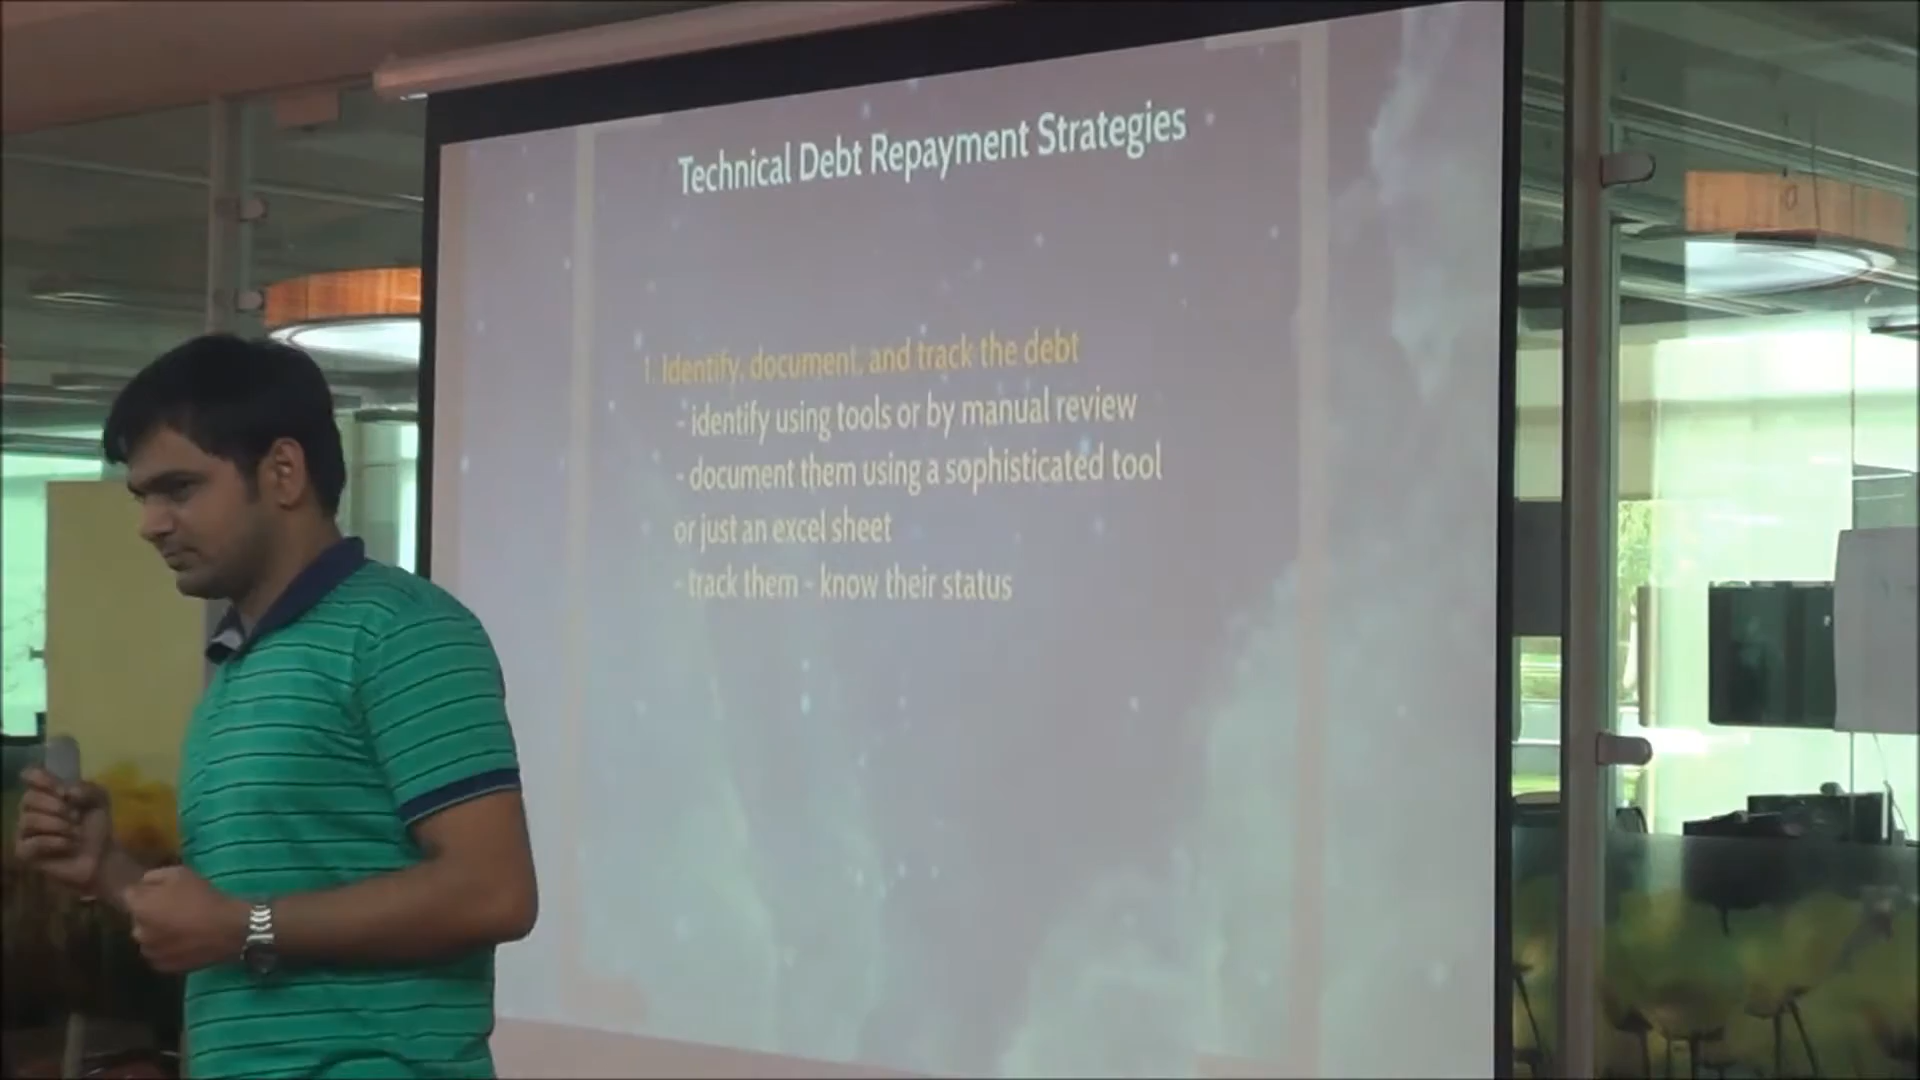 Technical Debt Repayment Strategies
1. Identify, document, and track the debt
- identify using tools or by manual review
- document them using a sophisticated tool
or just an excel sheet
- track them - know their status